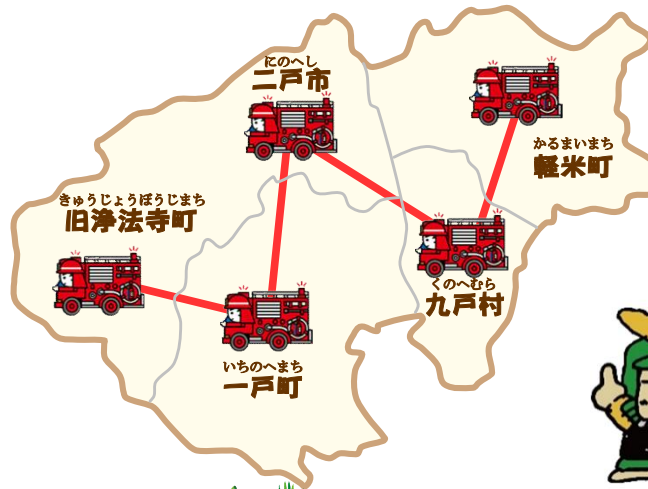 にのへし
二戸市
かるまいまち
軽米町
きゅうじょうぼうじまち
旧浄法寺町
くのへむら
九戸村
いちのへまち
一戸町